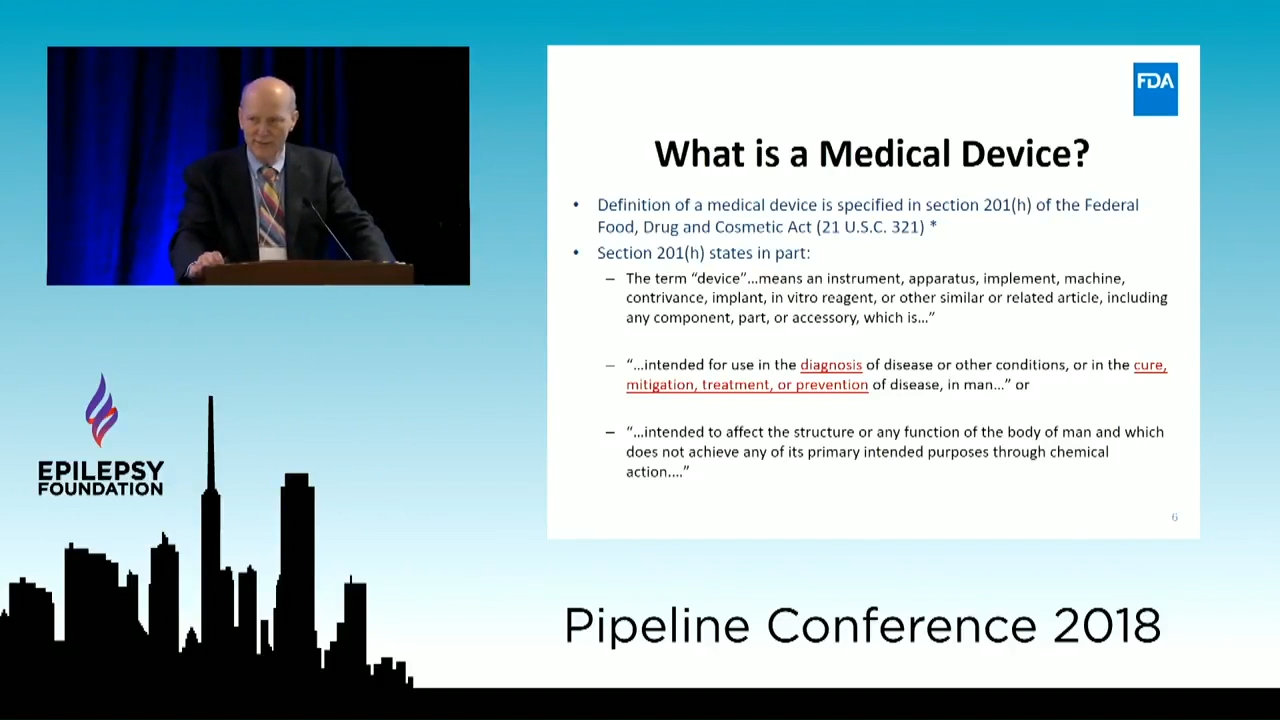 FDA
What is a Medical Device?
• Definition of a medical device is specified in section 201(h) of the Federal
Food, Drug and Cosmetic Act (21 U.S.C. 321) *
• Section 201(h) states in part:
– The term “device”…means an instrument, apparatus, implement, machine,
contrivance, implant, in vitro reagent, or other similar or related article, including
any component, part, or accessory, which is…”
– “…intended for use in the diagnosis of disease or other conditions, or in the cure,
mitigation, treatment, or prevention of disease, in man…” or
– “…intended to affect the structure or any function of the body of man and which
does not achieve any of its primary intended purposes through chemical
action....”
6
EPILEPSY
FOUNDATION
Pipeline Conference 2018